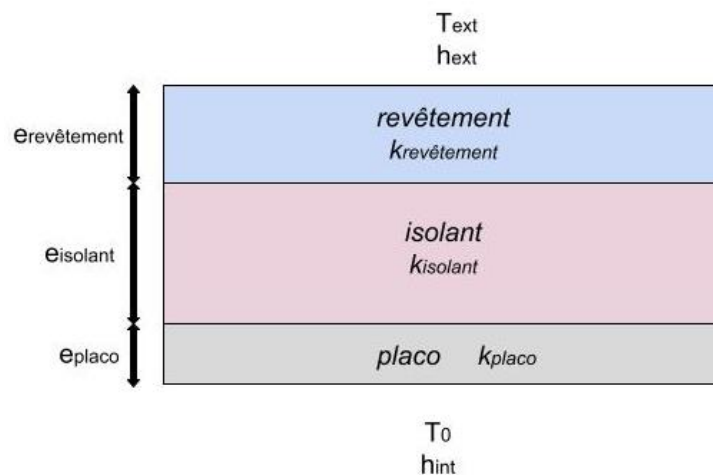 Text
hext
erevêtement
revêtement
krevêtement
eisolant
isolant
kisolant
eplaco
placo kplaco
T0
hint